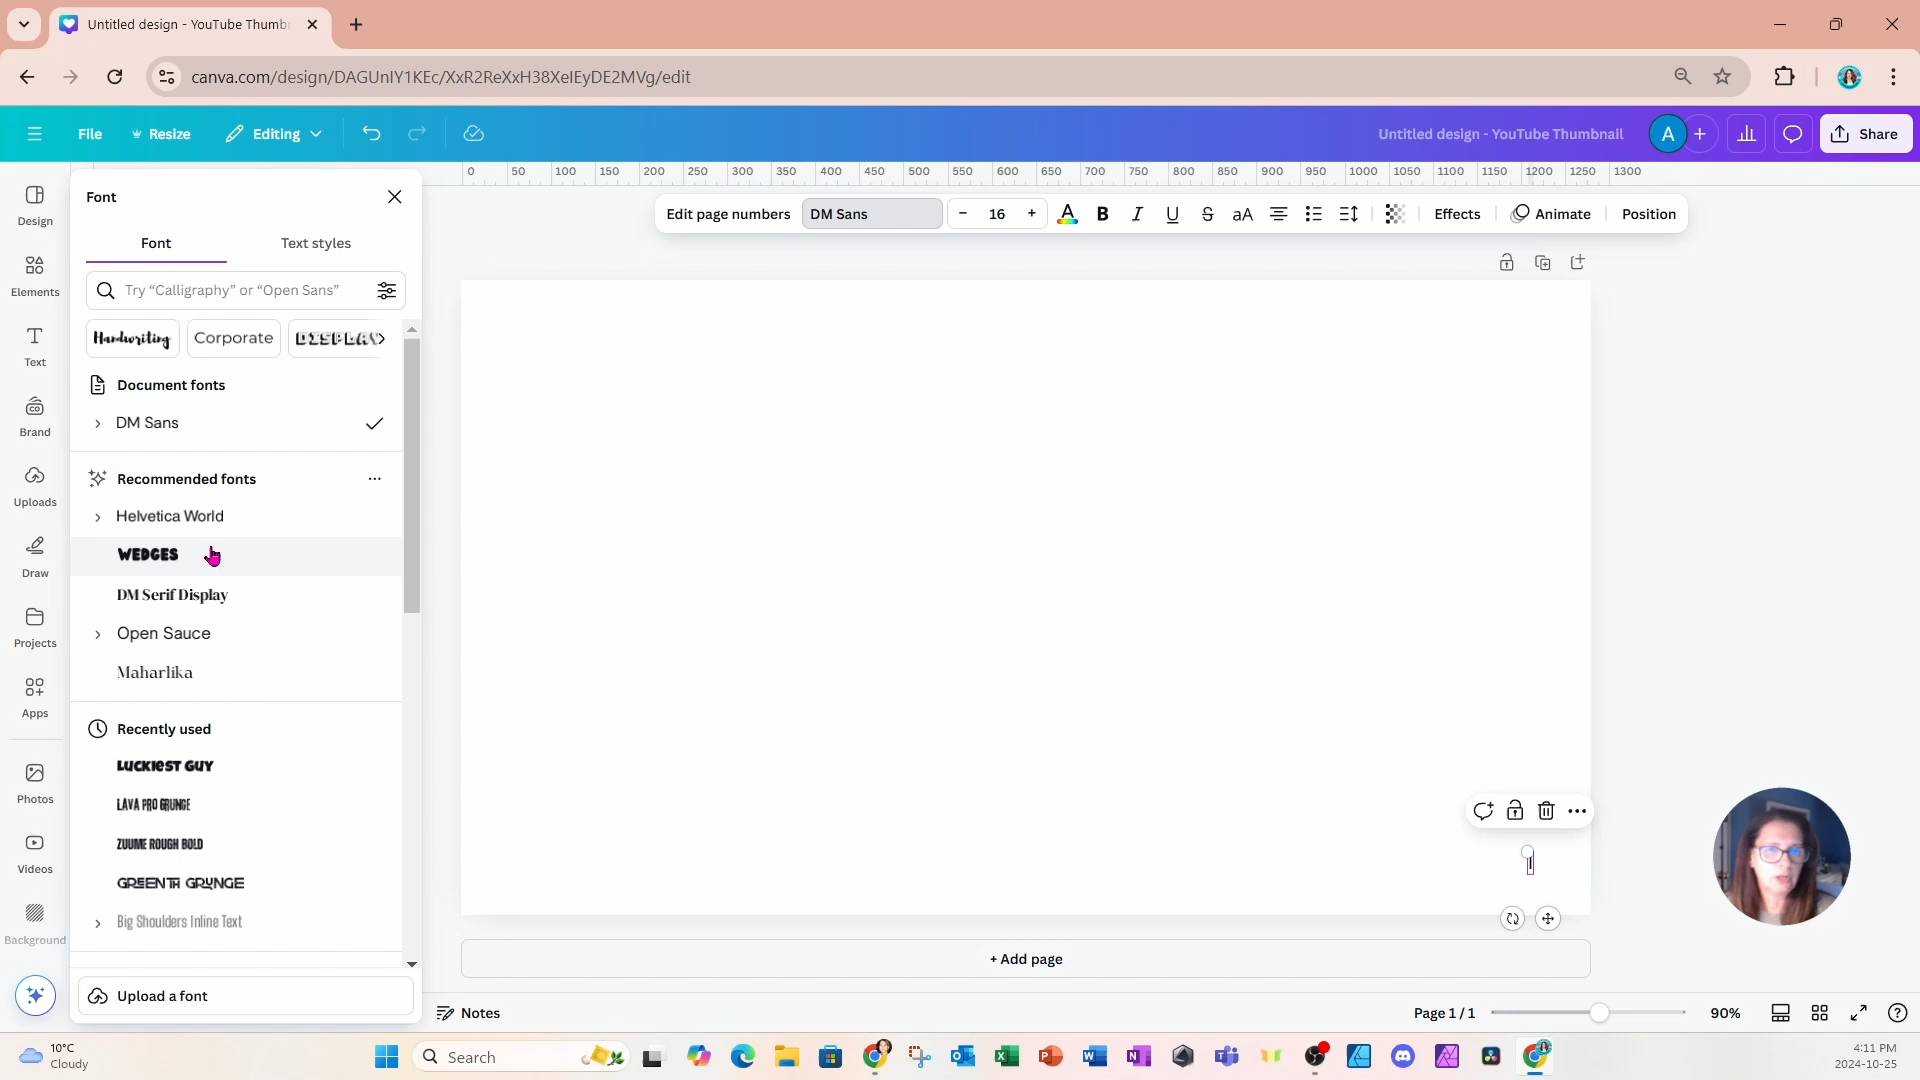 Untitled design - YouTube Thumbn
canva.com/design/DAGUnIY1KEc/XxR2ReXxH38XeIEyDE2MVg/edit
File
Resize
Editing
Untitled design - YouTube Thumbnail
A
Share
0 50 100 150 200 250 300 350 400 450 500 550 600 650 700 750 800 850 900 950 1000 1050 1100 1150 1200 1250 1300
Design
Elements
Text
Brand
Uploads
Draw
Projects
Apps
Photos
Videos
Background
Font
Font Text styles
Try “Calligraphy” or “Open Sans”
Handwriting Corporate DISPLAY
Document fonts
DM Sans
Recommended fonts
Helvetica World
WEDGES
DM Serif Display
Open Sauce
Maharlika
Recently used
LUCKIEST GUY
LAVA PRO GRUNGE
ZUUME ROUGH BOLD
GREENTH GRUNGE
Big Shoulders Inline Text
Upload a font
Edit page numbers DM Sans – 16 + A B I U S aA Effects Animate Position
1
+ Add page
Notes
Page 1 / 1
90%
10°C
Cloudy
Search
4:11 PM
2024-10-25